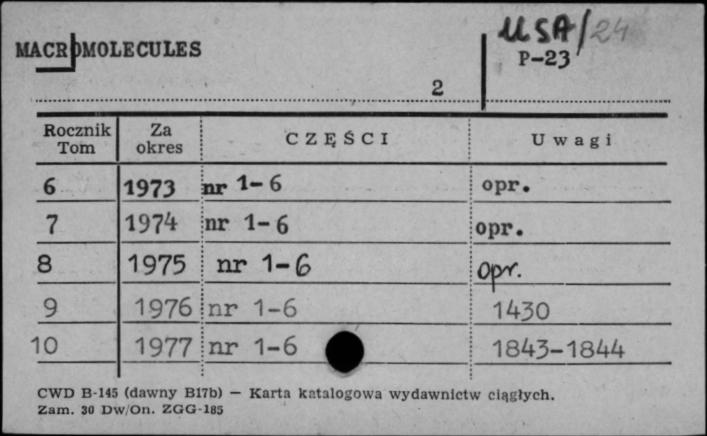 USA/24
MACROMOLECULES
P-23
2
Rocznik Tom Za okres CZĘŚCI Uwagi
6 1973 nr 1-6 opr.
7 1974 nr 1-6 opr.
8 1975 nr 1-6 opr.
9 1976 nr 1-6 1430
10 1977 nr 1-6 1843-1844
CWD B-145 (dawny B17b) — Karta katalogowa wydawnictw ciągłych.
Zam. 30 Dw/On. ZGG-185